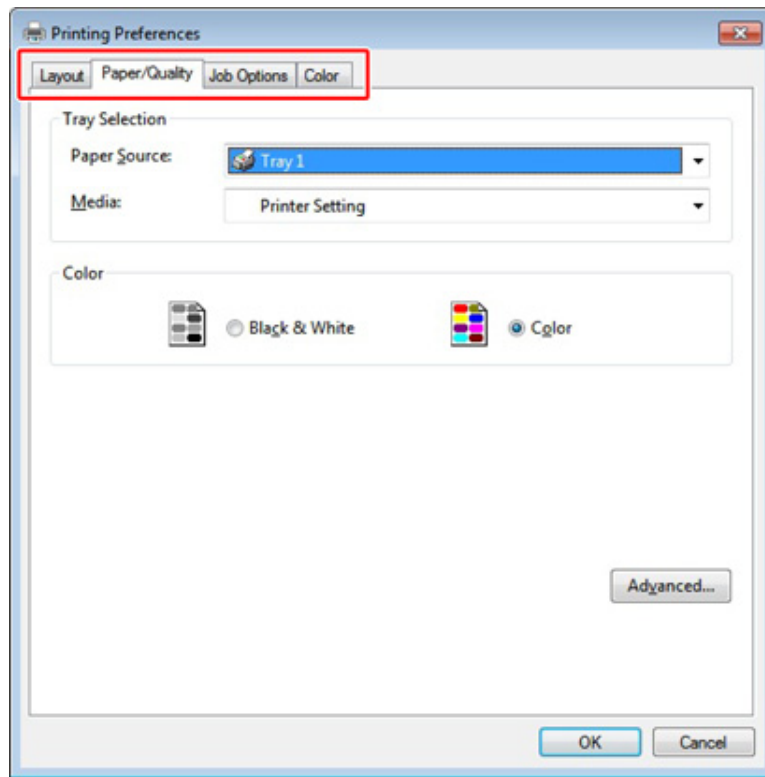 Printing Preferences
Layout Paper/Quality Job Options Color
Tray Selection
Paper Source: Tray 1
Media: Printer Setting
Color
Black & White Color
Advanced...
OK Cancel